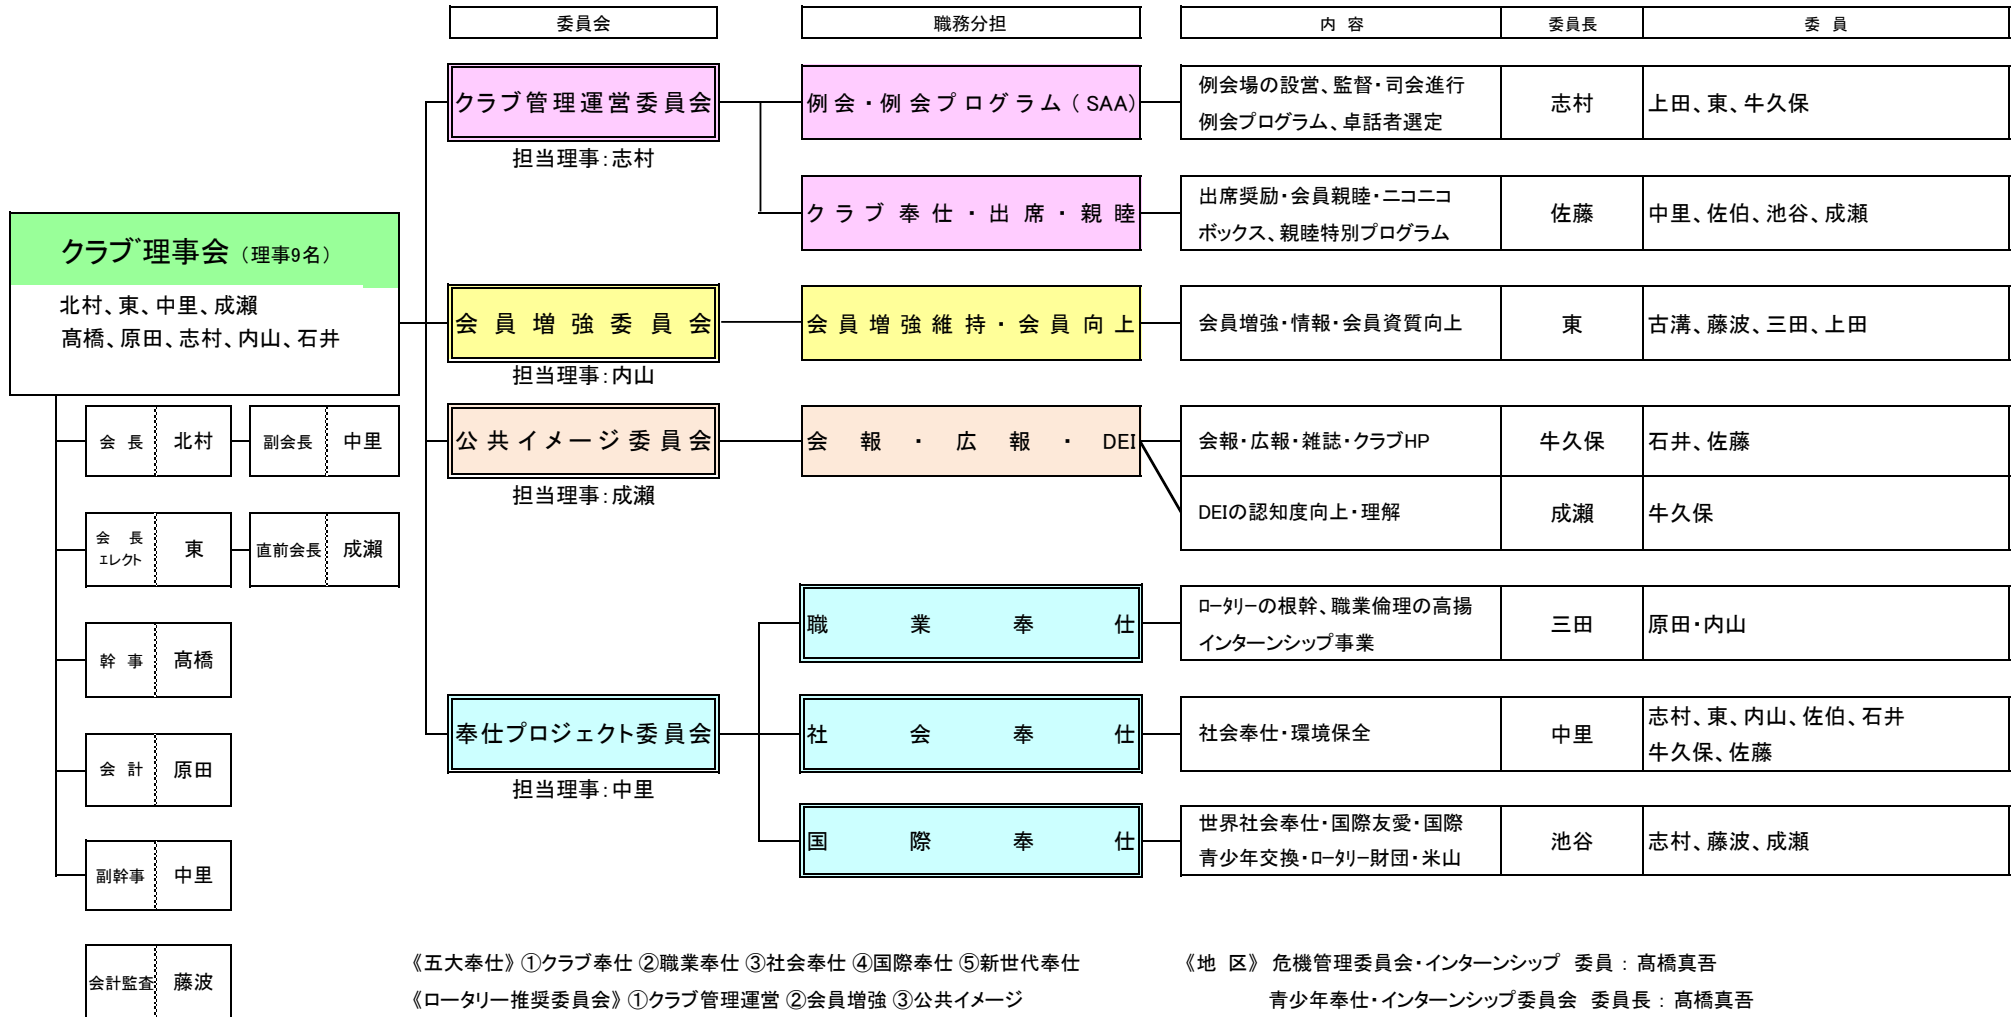 委員会
職務分担
内 容
委員長
委 員
クラブ管理運営委員会
担当理事：志村
例会・例会プログラム（SAA）
例会場の設営、監督・司会進行
例会プログラム、卓話者選定
志村
上田、東、牛久保
クラブ奉仕・出席・親睦
出席奨励・会員親睦・ニコニコ
ボックス、親睦特別プログラム
佐藤
中里、佐伯、池谷、成瀬
クラブ理事会（理事9名）
北村、東、中里、成瀬
髙橋、原田、志村、内山、石井
会員増強委員会
担当理事：内山
会員増強維持・会員向上
会員増強・情報・会員資質向上
東
古溝、藤波、三田、上田
公共イメージ委員会
担当理事：成瀬
会報・広報・DEI
会報・広報・雑誌・クラブHP
牛久保
石井、佐藤
DEIの認知度向上・理解
成瀬
牛久保
会 長
北村
副会長
中里
会 長
エレクト
東
直前会長
成瀬
幹 事
髙橋
会 計
原田
副幹事
中里
会計監査
藤波
奉仕プロジェクト委員会
担当理事：中里
職業奉仕
ロータリーの根幹、職業倫理の高揚
インターンシップ事業
三田
原田・内山
社会奉仕
社会奉仕・環境保全
中里
志村、東、内山、佐伯、石井
牛久保、佐藤
国際奉仕
世界社会奉仕・国際友愛・国際
青少年交換・ロータリー財団・米山
池谷
志村、藤波、成瀬
《五大奉仕》①クラブ奉仕 ②職業奉仕 ③社会奉仕 ④国際奉仕 ⑤新世代奉仕
《ロータリー推奨委員会》①クラブ管理運営 ②会員増強 ③公共イメージ
《地 区》 危機管理委員会・インターンシップ 委員：髙橋真吾
青少年奉仕・インターンシップ委員会 委員長：髙橋真吾